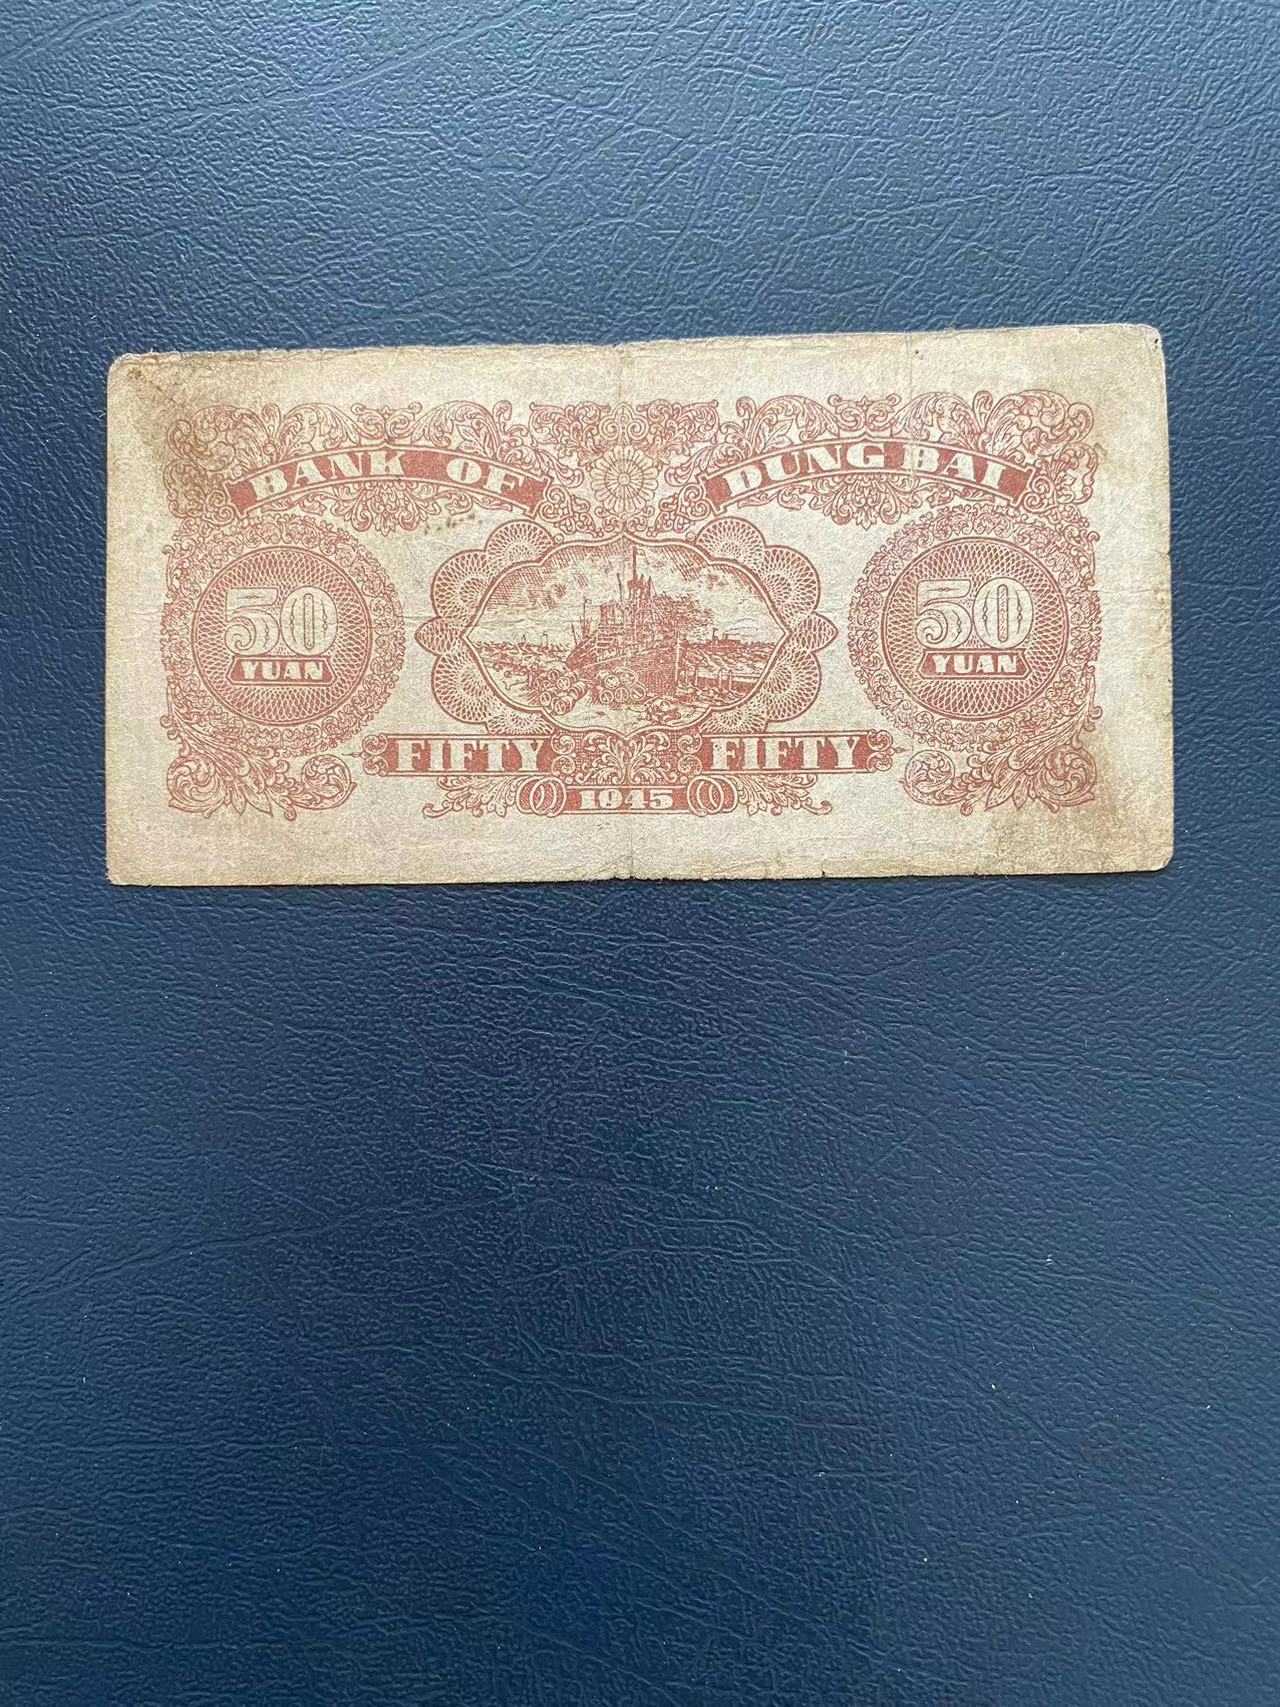 BANK OF DUNG BAI
50 50
YUAN YUAN
FIFTY FIFTY
1945